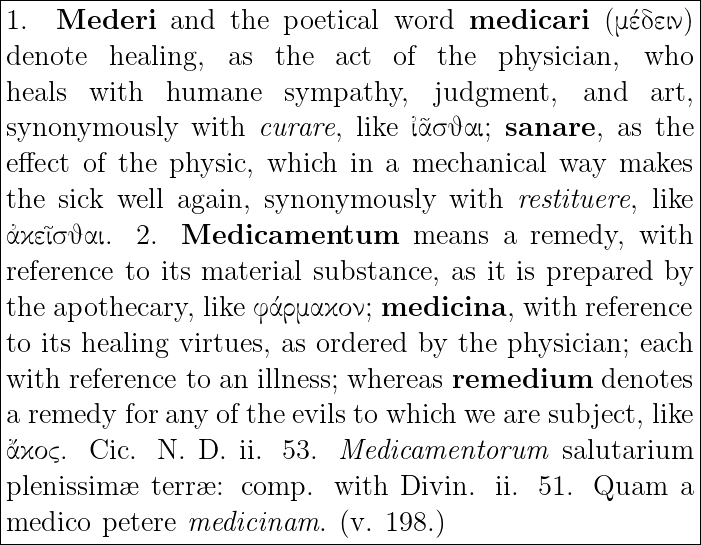 1. Mederi and the poetical word medicari (μέδειν)
denote healing, as the act of the physician, who
heals with humane sympathy, judgment, and art,
synonymously with curare, like ἰᾶσϑαι; sanare, as the
effect of the physic, which in a mechanical way makes
the sick well again, synonymously with restituere, like
ἀκεῖσϑαι. 2. Medicamentum means a remedy, with
reference to its material substance, as it is prepared by
the apothecary, like φάρμακον; medicina, with reference
to its healing virtues, as ordered by the physician; each
with reference to an illness; whereas remedium denotes
a remedy for any of the evils to which we are subject, like
ἄκος. Cic. N. D. ii. 53. Medicamentorum salutarium
plenissimæ terræ: comp. with Divin. ii. 51. Quam a
medico petere medicinam. (v. 198.)